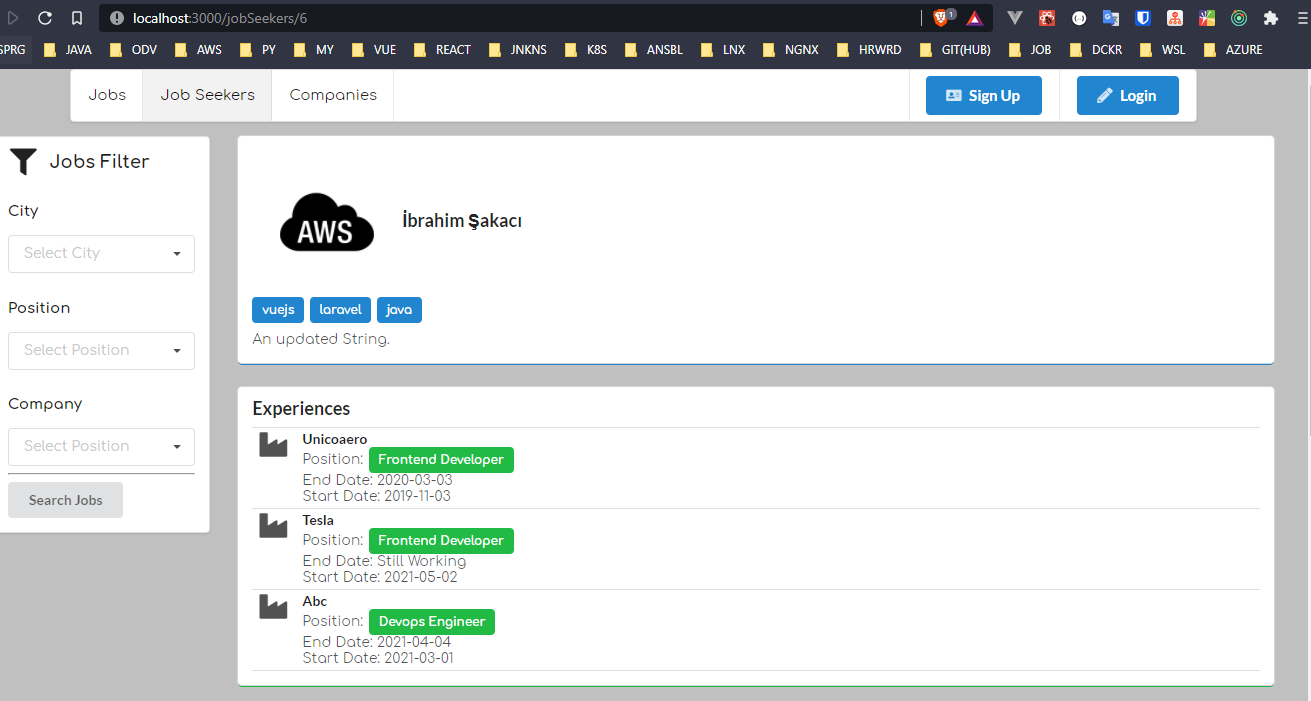 localhost:3000/jobSeekers/6
1
SPRG JAVA ODV AWS PY MY VUE REACT JNKNS K8S ANSBL LNX NGNX HRWRD GIT(HUB) JOB DCKR WSL AZURE
Jobs Job Seekers Companies Sign Up Login
Jobs Filter
City
Select City
Position
Select Position
Company
Select Position
Search Jobs
AWS
İbrahim Şakacı
vuejs laravel java
An updated String.
Experiences
Unicoaero
Position: Frontend Developer
End Date: 2020-03-03
Start Date: 2019-11-03
Tesla
Position: Frontend Developer
End Date: Still Working
Start Date: 2021-05-02
Abc
Position: Devops Engineer
End Date: 2021-04-04
Start Date: 2021-03-01